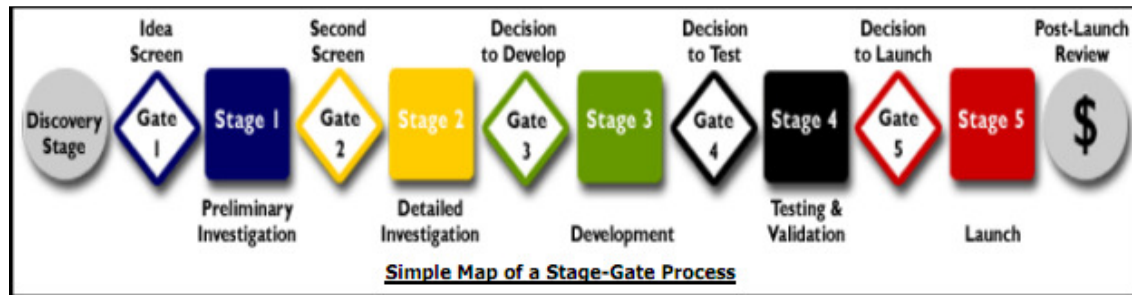 Idea
Screen
Second
Screen
Decision
to Develop
Decision
to Test
Decision
to Launch
Post-Launch
Review
Discovery
Stage
Gate
1
Stage 1
Gate
2
Stage 2
Gate
3
Stage 3
Gate
4
Stage 4
Gate
5
Stage 5
$
Preliminary
Investigation
Detailed
Investigation
Development
Testing &
Validation
Launch
Simple Map of a Stage-Gate Process